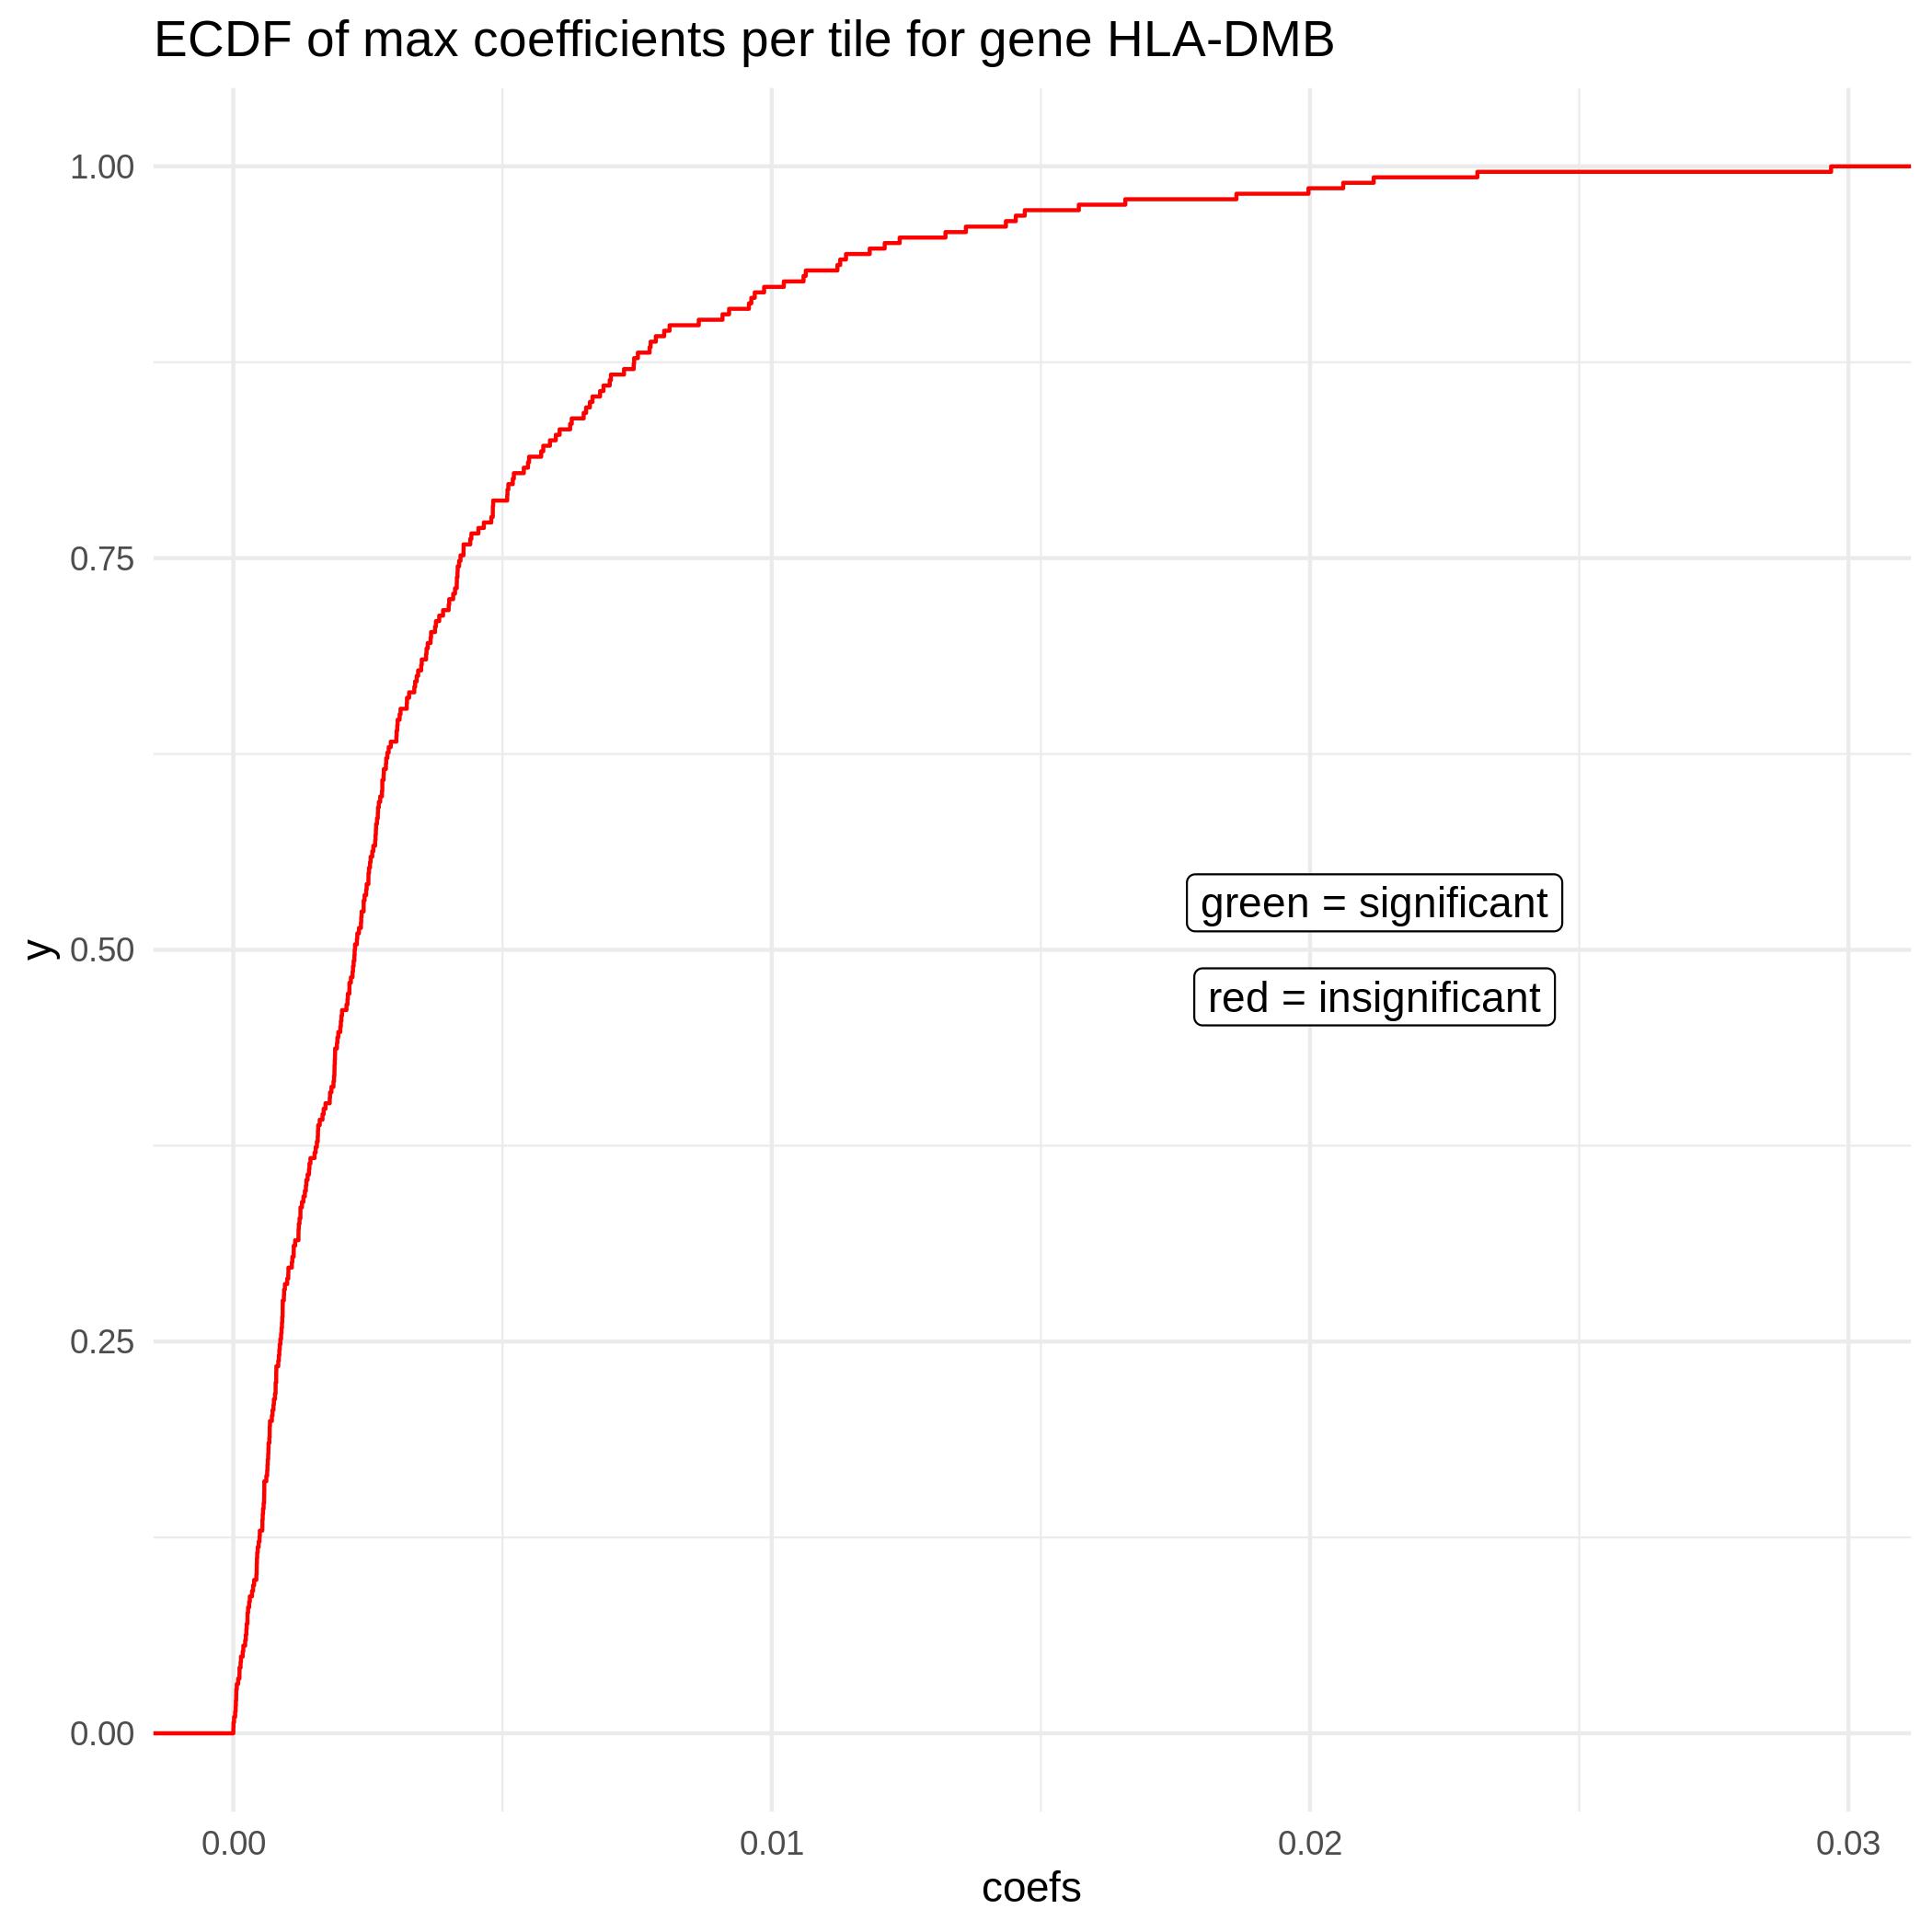 ECDF of max coefficients per tile for gene HLA-DMB
1.00
0.75
0.50
0.25
0.00
y
green = significant
red = insignificant
0.00 0.01 0.02 0.03
coefs